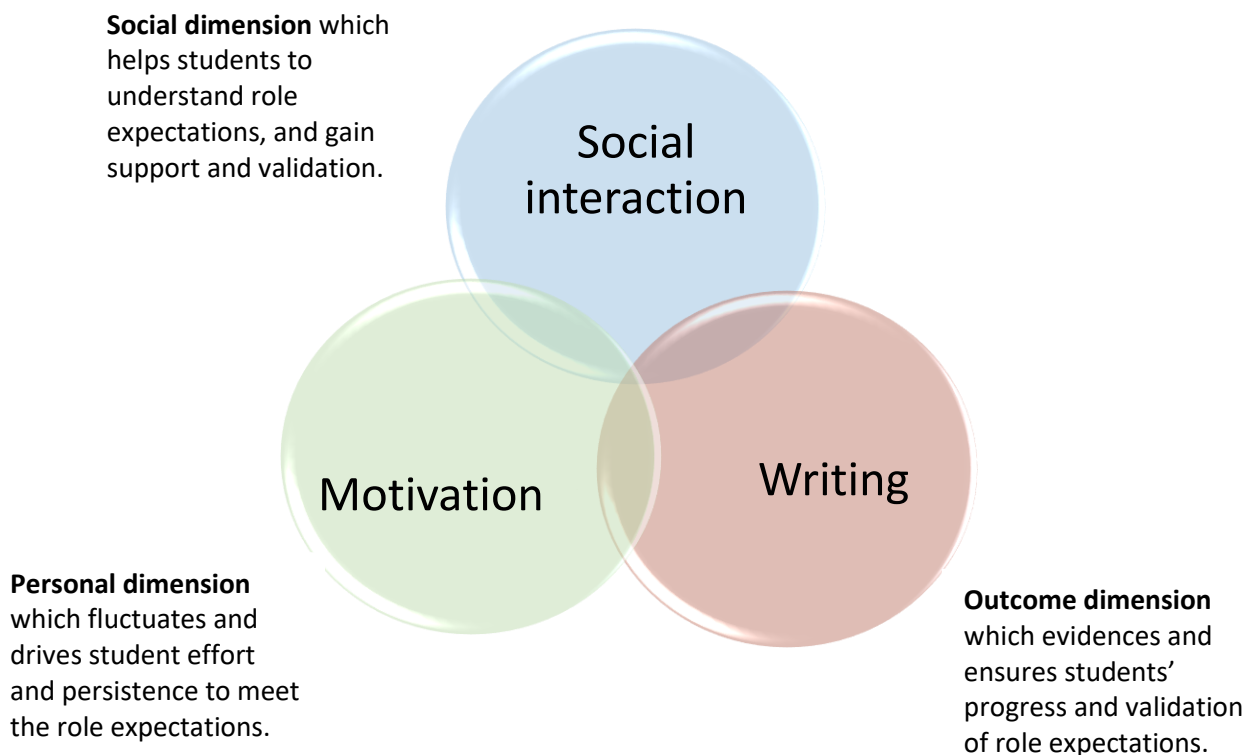 Social dimension which
helps students to
understand role
expectations, and gain
support and validation.
Social
interaction
Motivation
Writing
Personal dimension
which fluctuates and
drives student effort
and persistence to meet
the role expectations.
Outcome dimension
which evidences and
ensures students’
progress and validation
of role expectations.